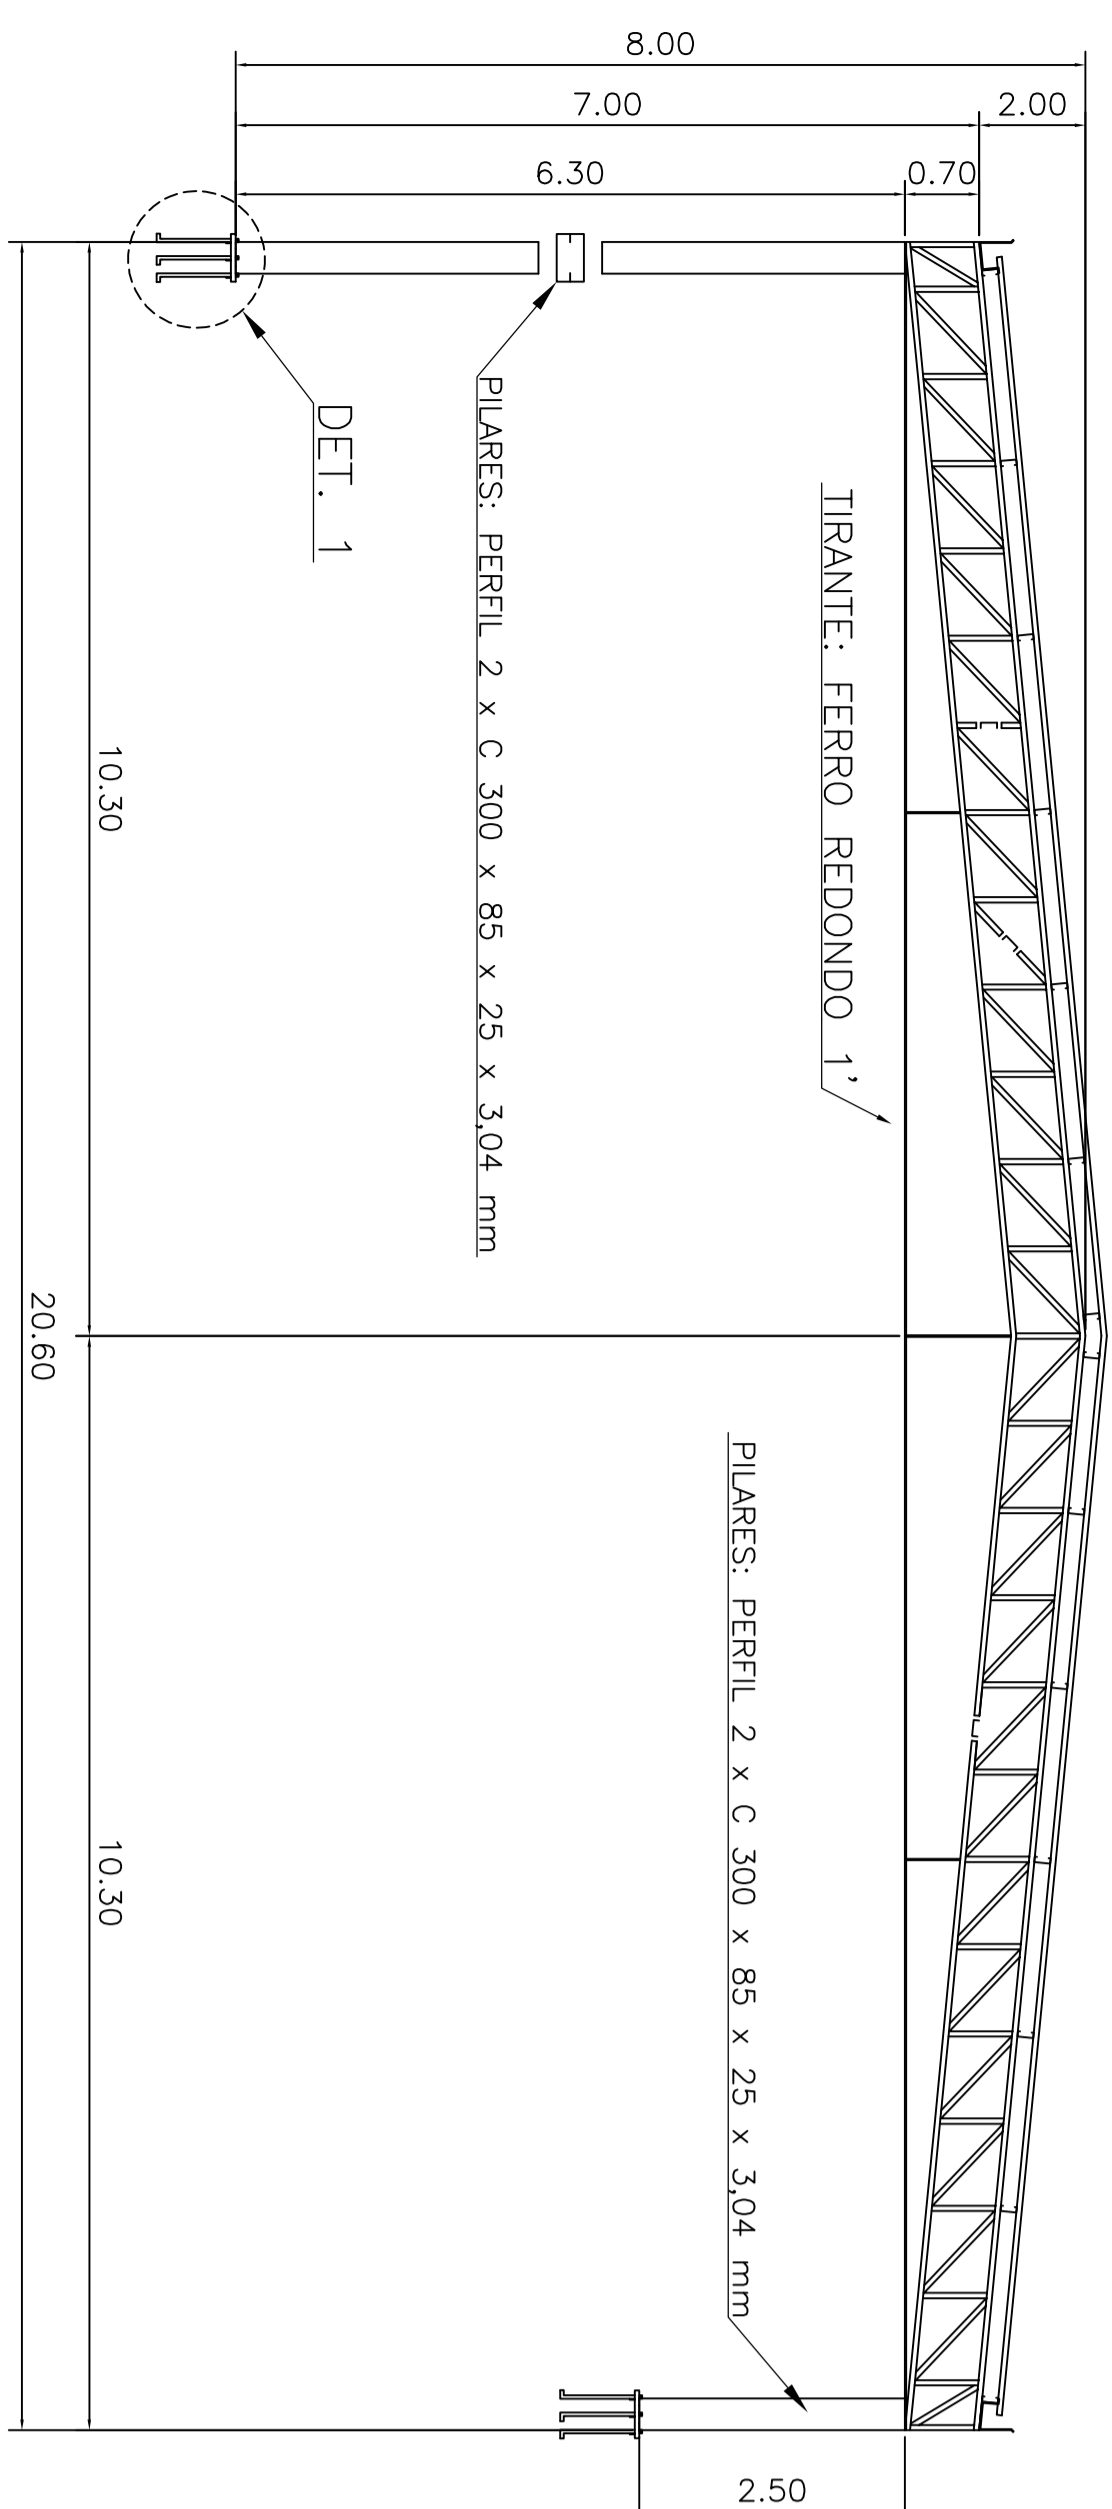 8.00
7.00
2.00
6.30
0.70
PILARES: PERFIL 2 x C 300 x 85 x 25 x 3,04 mm
DET. 1
TIRANTE: FERRO REDONDO 1’
10.30
20.60
PILARES: PERFIL 2 x C 300 x 85 x 25 x 3,04 mm
10.30
2.50